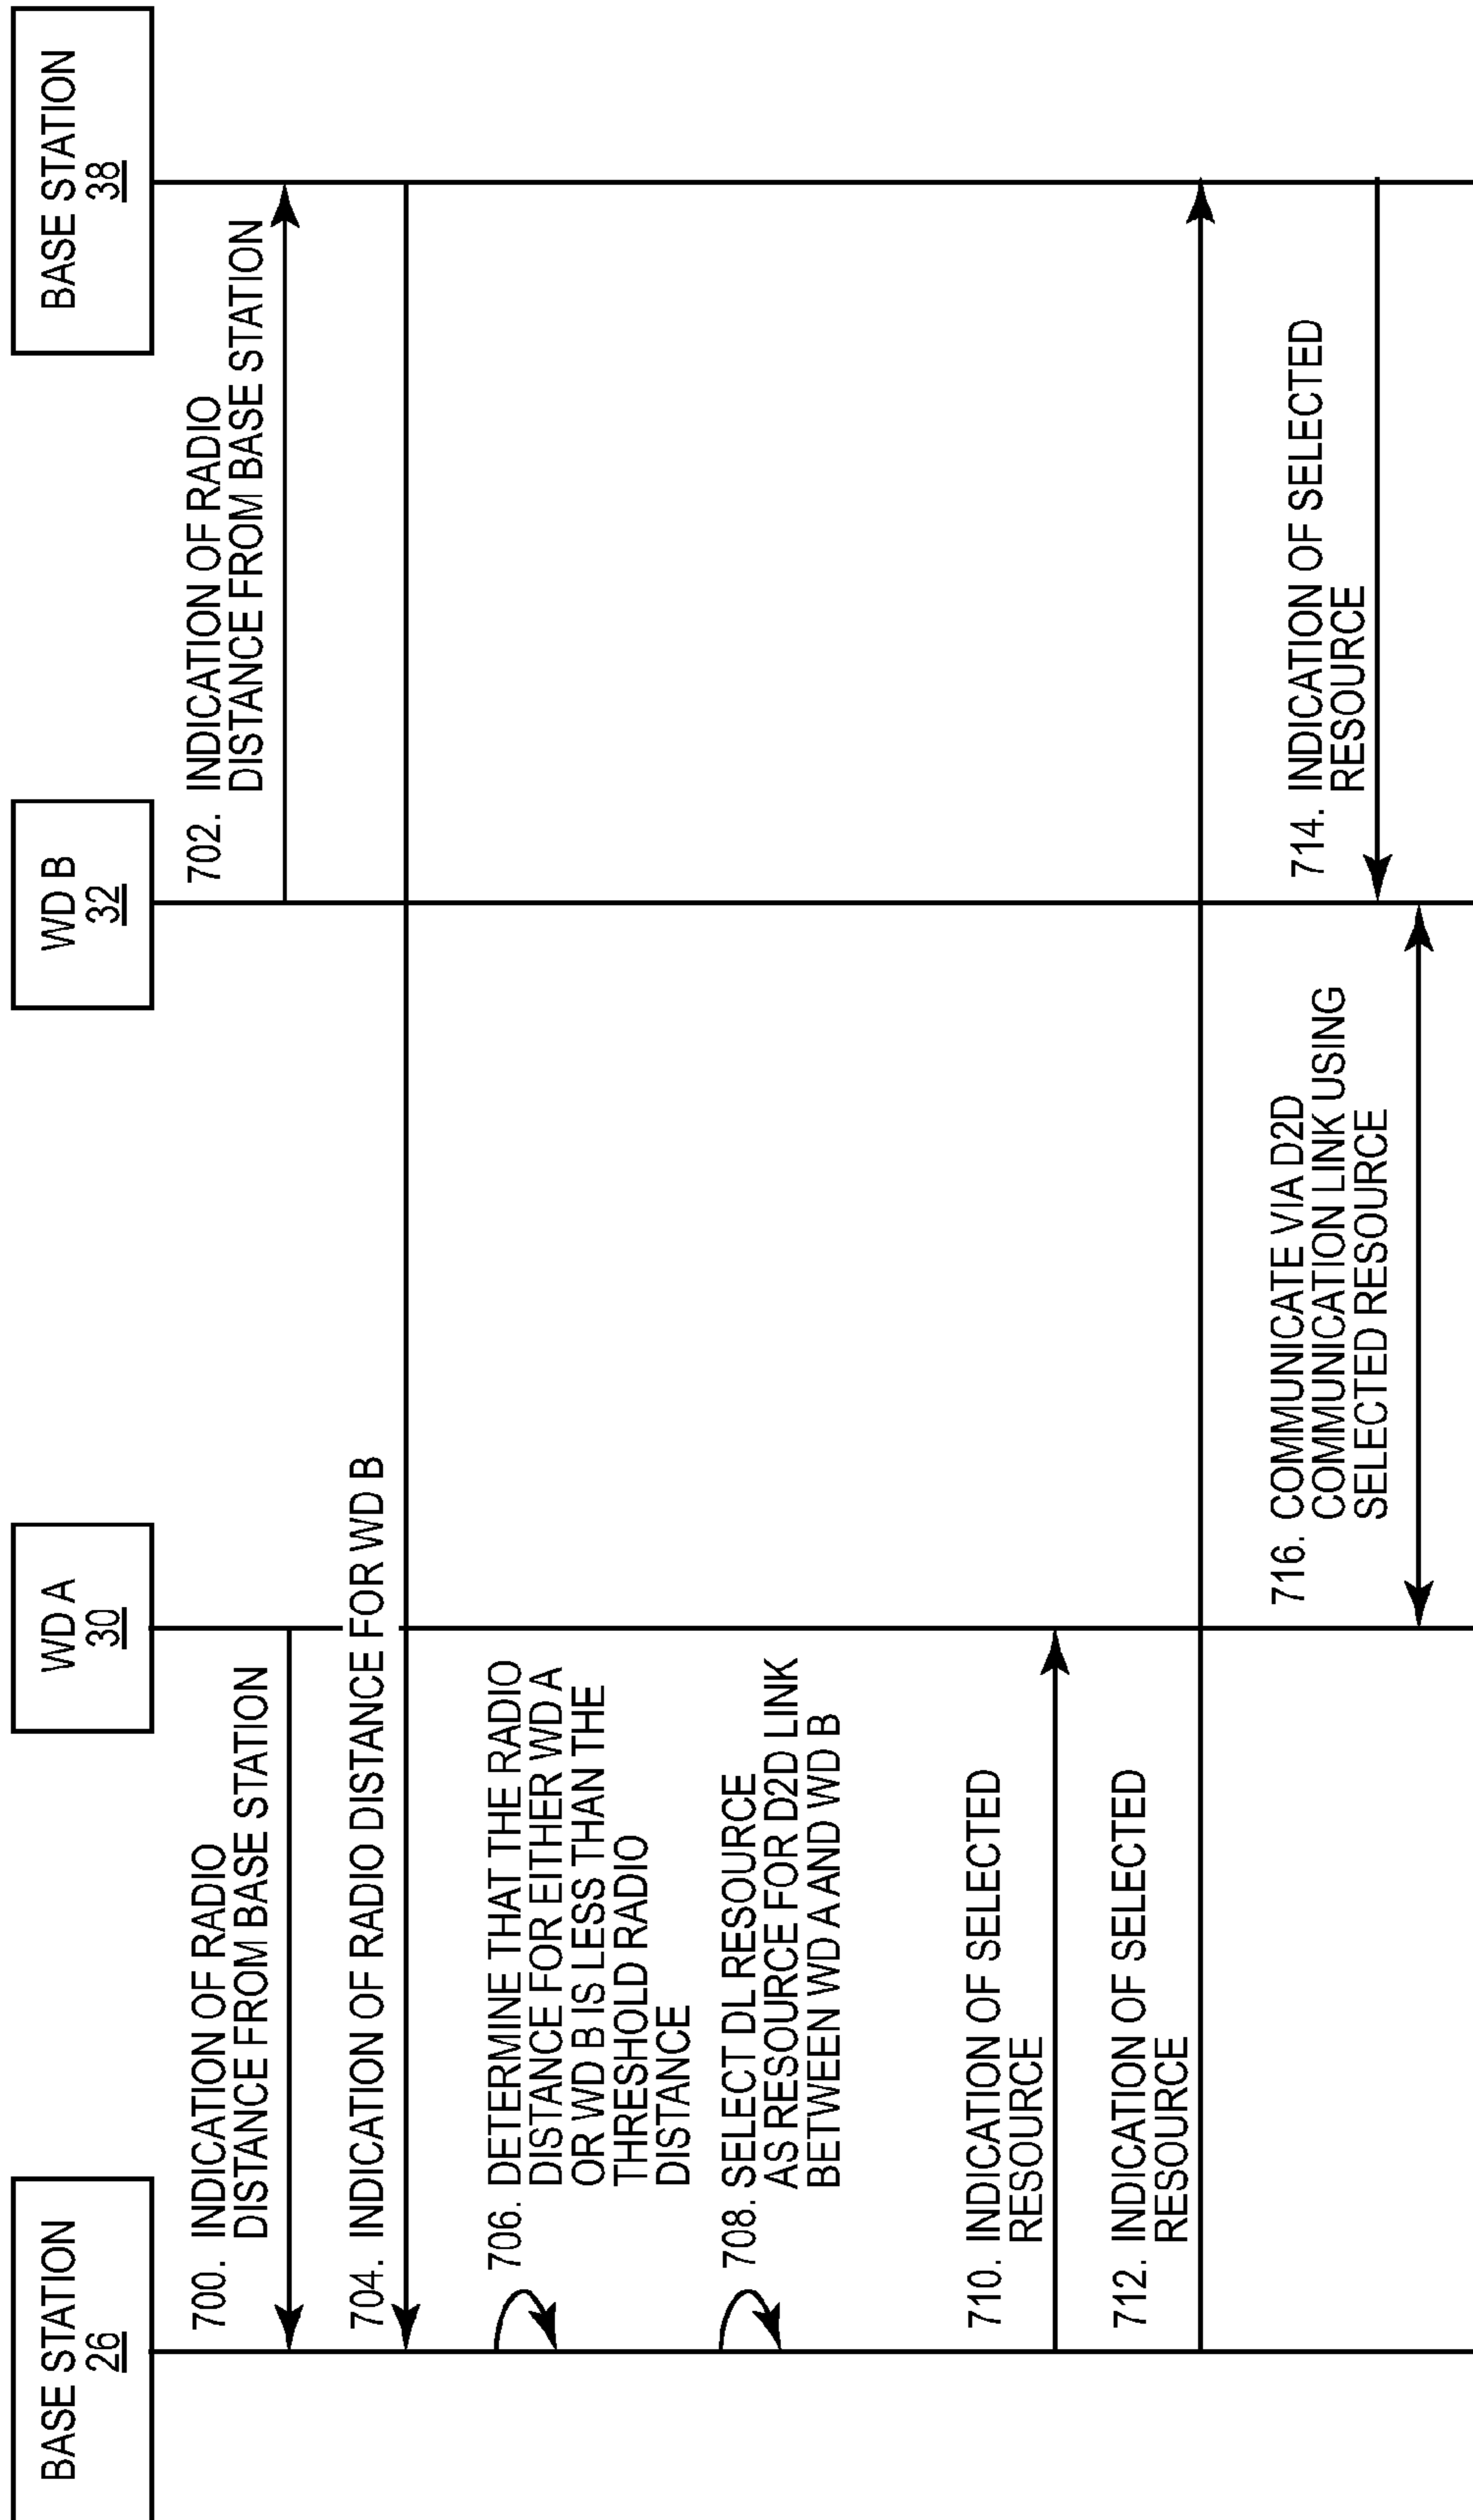 BASE STATION
26
WD A
30
WD B
32
BASE STATION
38
700. INDICATION OF RADIO
DISTANCE FROM BASE STATION
702. INDICATION OF RADIO
DISTANCE FROM BASE STATION
704. INDICATION OF RADIO DISTANCE FOR WD B
706. DETERMINE THAT THE RADIO
DISTANCE FOR EITHER WD A
OR WD B IS LESS THAN THE
THRESHOLD RADIO
DISTANCE
708. SELECT DL RESOURCE
AS RESOURCE FOR D2D LINK
BETWEEN WD A AND WD B
710. INDICATION OF SELECTED
RESOURCE
712. INDICATION OF SELECTED
RESOURCE
714. INDICATION OF SELECTED
RESOURCE
716. COMMUNICATE VIA D2D
COMMUNICATION LINK USING
SELECTED RESOURCE